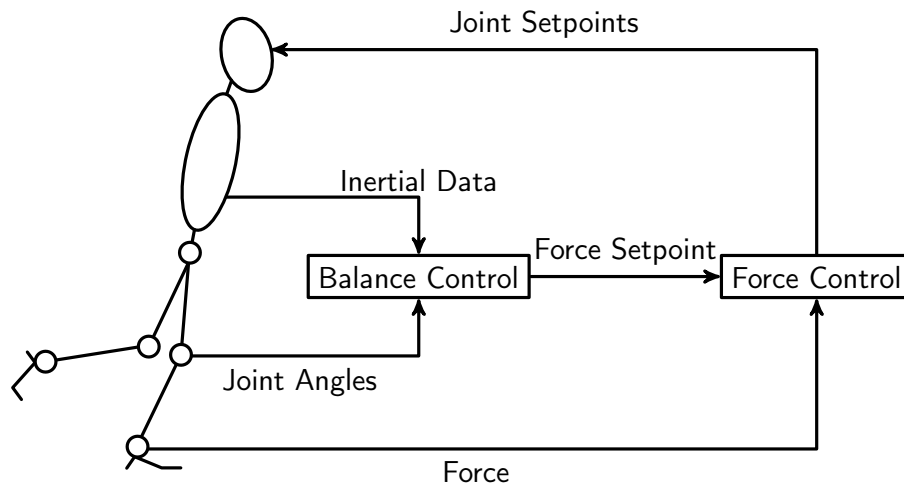 Joint Setpoints
Inertial Data
Force Setpoint
Balance Control
Force Control
Joint Angles
Force